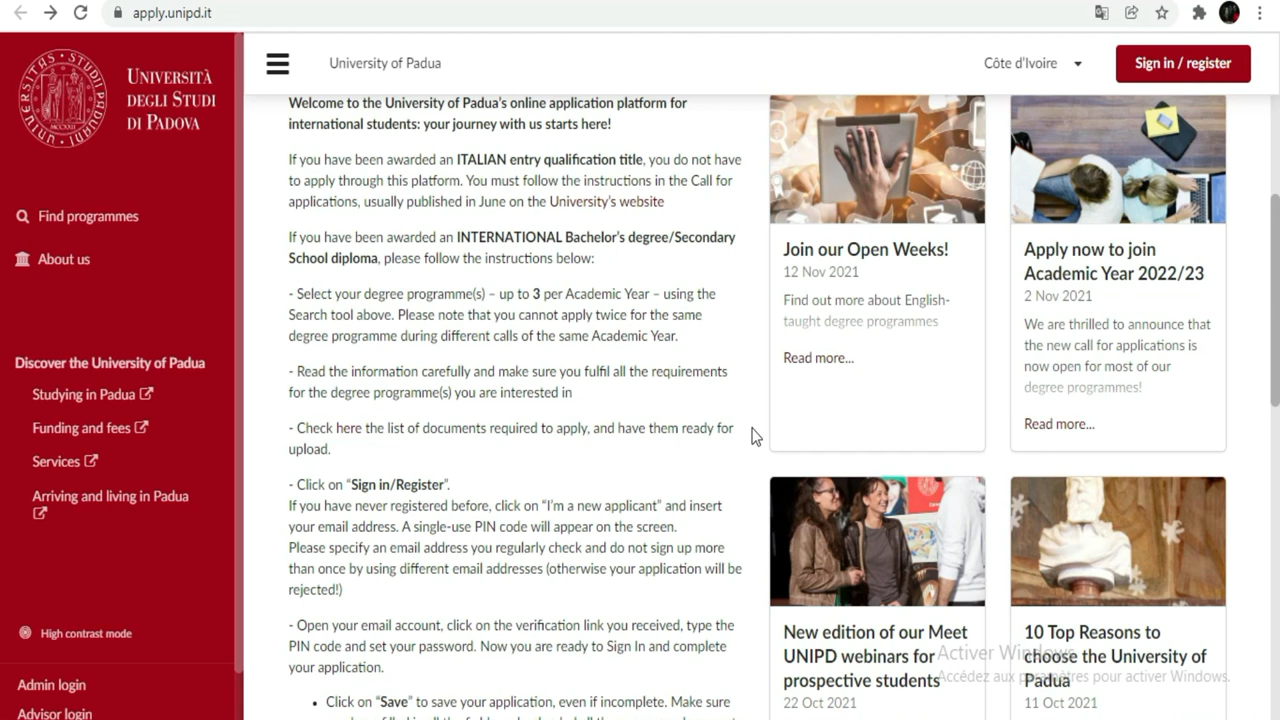 apply.unipd.it
UNIVERSITÀ
DEGLI STUDI
DI PADOVA
University of Padua
Côte d'Ivoire
Sign in / register
Find programmes
About us
Discover the University of Padua
Studying in Padua
Funding and fees
Services
Arriving and living in Padua
High contrast mode
Admin login
Advisor login
Welcome to the University of Padua's online application platform for
international students: your journey with us starts here!
If you have been awarded an ITALIAN entry qualification title, you do not have
to apply through this platform. You must follow the instructions in the Call for
applications, usually published in June on the University's website
If you have been awarded an INTERNATIONAL Bachelor's degree/Secondary
School diploma, please follow the instructions below:
- Select your degree programme(s) – up to 3 per Academic Year – using the
Search tool above. Please note that you cannot apply twice for the same
degree programme during different calls of the same Academic Year.
- Read the information carefully and make sure you fulfil all the requirements
for the degree programme(s) you are interested in
- Check here the list of documents required to apply, and have them ready for
upload.
- Click on “Sign in/Register”.
If you have never registered before, click on “I'm a new applicant” and insert
your email address. A single-use PIN code will appear on the screen.
Please specify an email address you regularly check and do not sign up more
than once by using different email addresses (otherwise your application will be
rejected!)
- Open your email account, click on the verification link you received, type the
PIN code and set your password. Now you are ready to Sign In and complete
your application.
• Click on “Save” to save your application, even if incomplete. Make sure
Join our Open Weeks!
12 Nov 2021
Find out more about English-
taught degree programmes
Read more...
Apply now to join
Academic Year 2022/23
2 Nov 2021
We are thrilled to announce that
the new call for applications is
now open for most of our
degree programmes!
Read more...
New edition of our Meet
UNIPD webinars for
prospective students
22 Oct 2021
10 Top Reasons to
choose the University of
Padua
11 Oct 2021
Activer Windows
Accédez aux paramètres pour activer Windows.